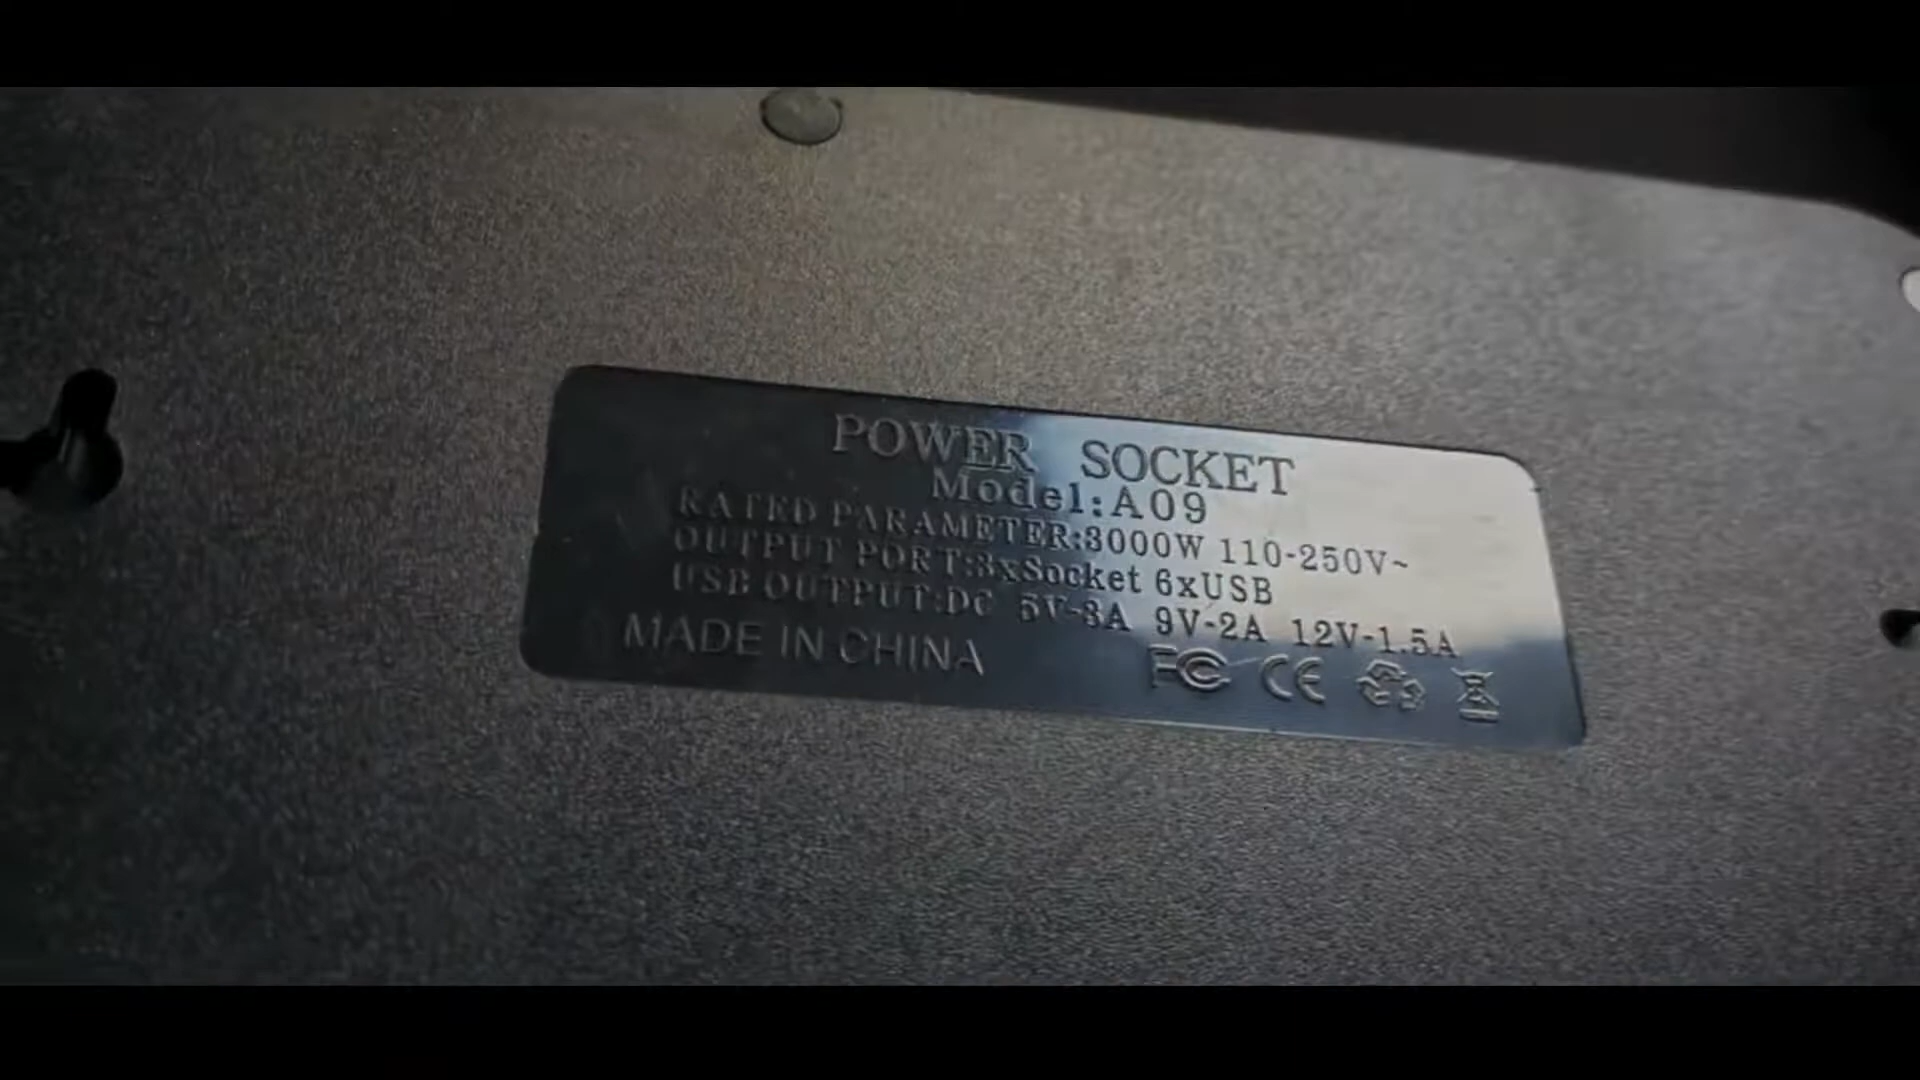 POWER SOCKET
Model:A09
RATED PARAMETER:3000W 110-250V~
OUTPUT PORT:8xSocket 6xUSB
USB OUTPUT:DC 5V-3A 9V-2A 12V-1.5A
MADE IN CHINA
FC CE